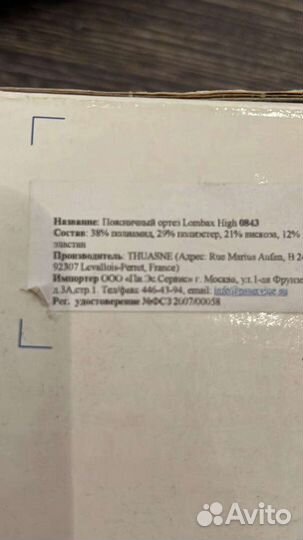 Название: Поясничный ортез Lombax High 0843
Состав: 38% полиамид, 29% полиэстер, 21% вискоза, 12%
эластан
Производитель: THUASNE (Адрес: Rue Marius Aufan, B
92307 Levallois-Perret, France)
Импортер ООО «Пи. Эс. Сервис» г. Москва, ул.1-ая Фрунзе
д.3А,стр.1. Тел/факс 446-43-94, email:
Рег. удостоверение №ФСЗ 2007/00058
Avito